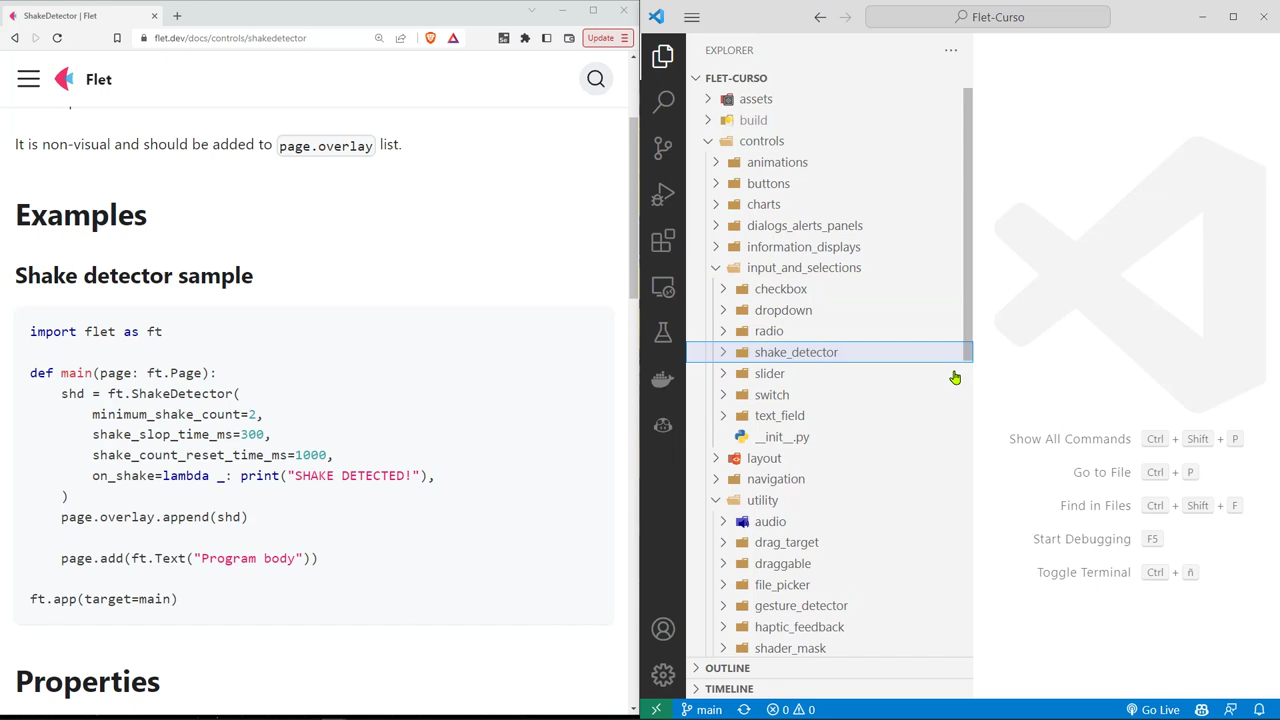 ShakeDetector | Flet
flet.dev/docs/controls/shakedetector
Update
Flet
It is non-visual and should be added to page.overlay list.
Examples
Shake detector sample
import flet as ft
def main(page: ft.Page):
shd = ft.ShakeDetector(
minimum_shake_count=2,
shake_slop_time_ms=300,
shake_count_reset_time_ms=1000,
on_shake=lambda _: print("SHAKE DETECTED!"),
)
page.overlay.append(shd)
page.add(ft.Text("Program body"))
ft.app(target=main)
Properties
Flet-Curso
EXPLORER
FLET-CURSO
assets
build
controls
animations
buttons
charts
dialogs_alerts_panels
information_displays
input_and_selections
checkbox
dropdown
radio
shake_detector
slider
switch
text_field
__init__.py
layout
navigation
utility
audio
drag_target
draggable
file_picker
gesture_detector
haptic_feedback
shader_mask
OUTLINE
TIMELINE
Show All Commands Ctrl + Shift + P
Go to File Ctrl + P
Find in Files Ctrl + Shift + F
Start Debugging F5
Toggle Terminal Ctrl + ñ
main 0 0 Go Live